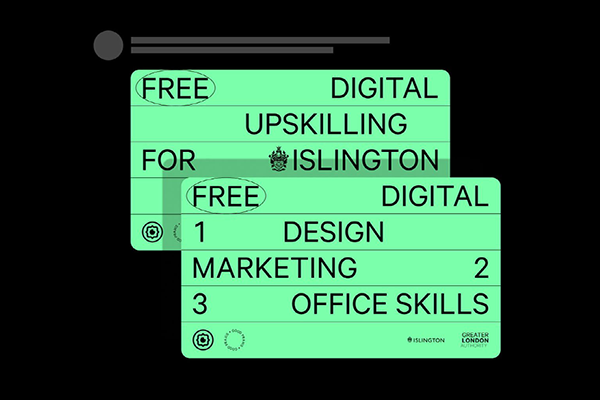 FREE DIGITAL
UPSKILLING
FOR ISLINGTON
FREE DIGITAL
1 DESIGN
MARKETING 2
3 OFFICE SKILLS
ISLINGTON
GREATER
LONDON
AUTHORITY